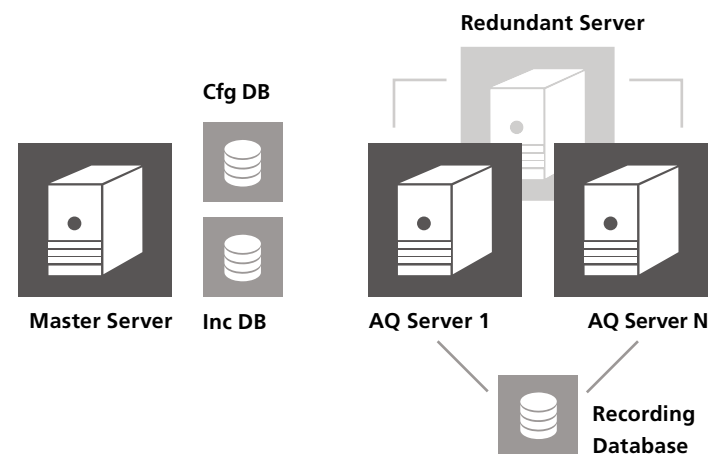 Redundant Server
Cfg DB
Master Server
Inc DB
AQ Server 1
AQ Server N
Recording
Database